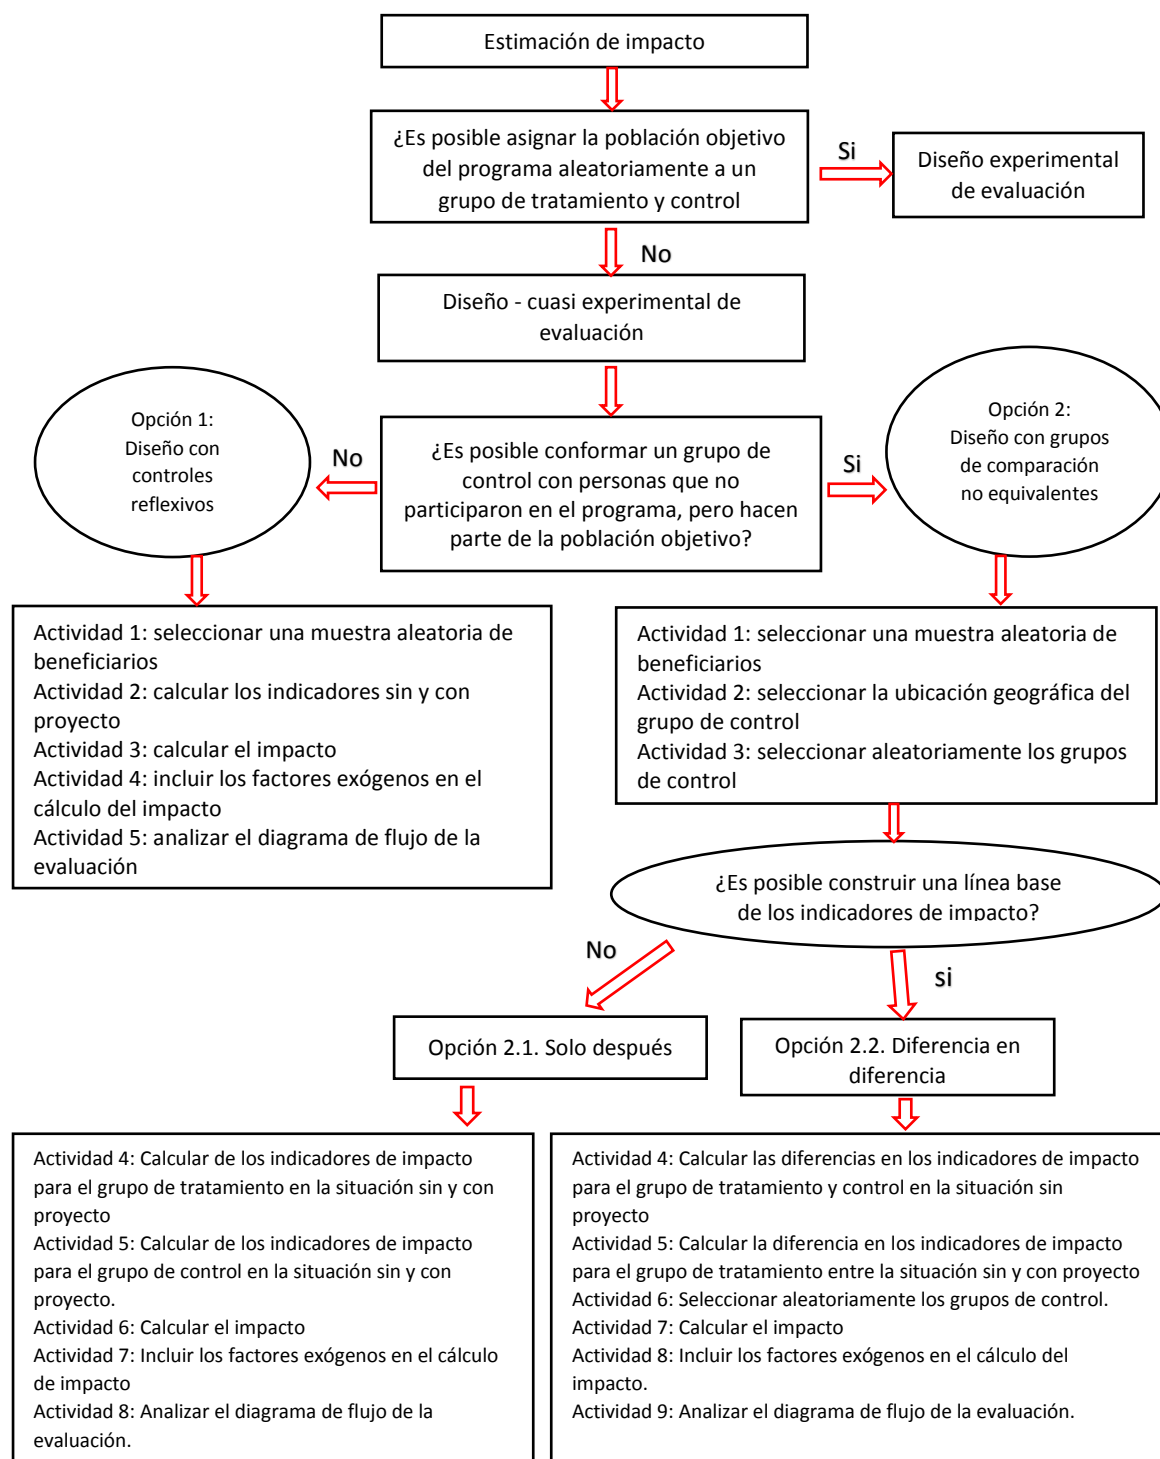 Estimación de impacto
¿Es posible asignar la población objetivo
del programa aleatoriamente a un
grupo de tratamiento y control
Si
Diseño experimental
de evaluación
No
Diseño - cuasi experimental de
evaluación
Opción 1:
Diseño con
controles
reflexivos
No
¿Es posible conformar un grupo de
control con personas que no
participaron en el programa, pero hacen
parte de la población objetivo?
Si
Opción 2:
Diseño con grupos
de comparación
no equivalentes
Actividad 1: seleccionar una muestra aleatoria de
beneficiarios
Actividad 2: calcular los indicadores sin y con
proyecto
Actividad 3: calcular el impacto
Actividad 4: incluir los factores exógenos en el
cálculo del impacto
Actividad 5: analizar el diagrama de flujo de la
evaluación
Actividad 1: seleccionar una muestra aleatoria de
beneficiarios
Actividad 2: seleccionar la ubicación geográfica del
grupo de control
Actividad 3: seleccionar aleatoriamente los grupos
de control
¿Es posible construir una línea base
de los indicadores de impacto?
No
si
Opción 2.1. Solo después
Opción 2.2. Diferencia en
diferencia
Actividad 4: Calcular de los indicadores de impacto
para el grupo de tratamiento en la situación sin y con
proyecto
Actividad 5: Calcular de los indicadores de impacto
para el grupo de control en la situación sin y con
proyecto.
Actividad 6: Calcular el impacto
Actividad 7: Incluir los factores exógenos en el cálculo
de impacto
Actividad 8: Analizar el diagrama de flujo de la
evaluación.
Actividad 4: Calcular las diferencias en los indicadores de impacto
para el grupo de tratamiento y control en la situación sin
proyecto
Actividad 5: Calcular la diferencia en los indicadores de impacto
para el grupo de tratamiento entre la situación sin y con proyecto
Actividad 6: Seleccionar aleatoriamente los grupos de control.
Actividad 7: Calcular el impacto
Actividad 8: Incluir los factores exógenos en el cálculo del
impacto.
Actividad 9: Analizar el diagrama de flujo de la evaluación.